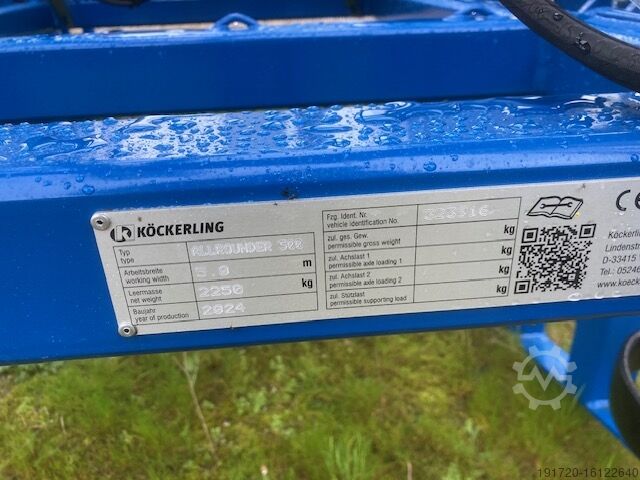 KÖCKERLING
Typ
type
ALLROUNDER 500
Arbeitsbreite
working width
5.0 m
Leermasse
net weight
2250 kg
Baujahr
year of production
2024
Fzg. Ident. Nr.
vehicle identification No.
zul. ges. Gew.
permissible gross weight
kg
zul. Achslast 1
permissible axle loading 1
kg
zul. Achslast 2
permissible axle loading 2
kg
zul. Stützlast
permissible supporting load
kg
CE
Köckerling
Lindenstr
D-33415
Tel.: 0524
www.koeck
191720-16122640